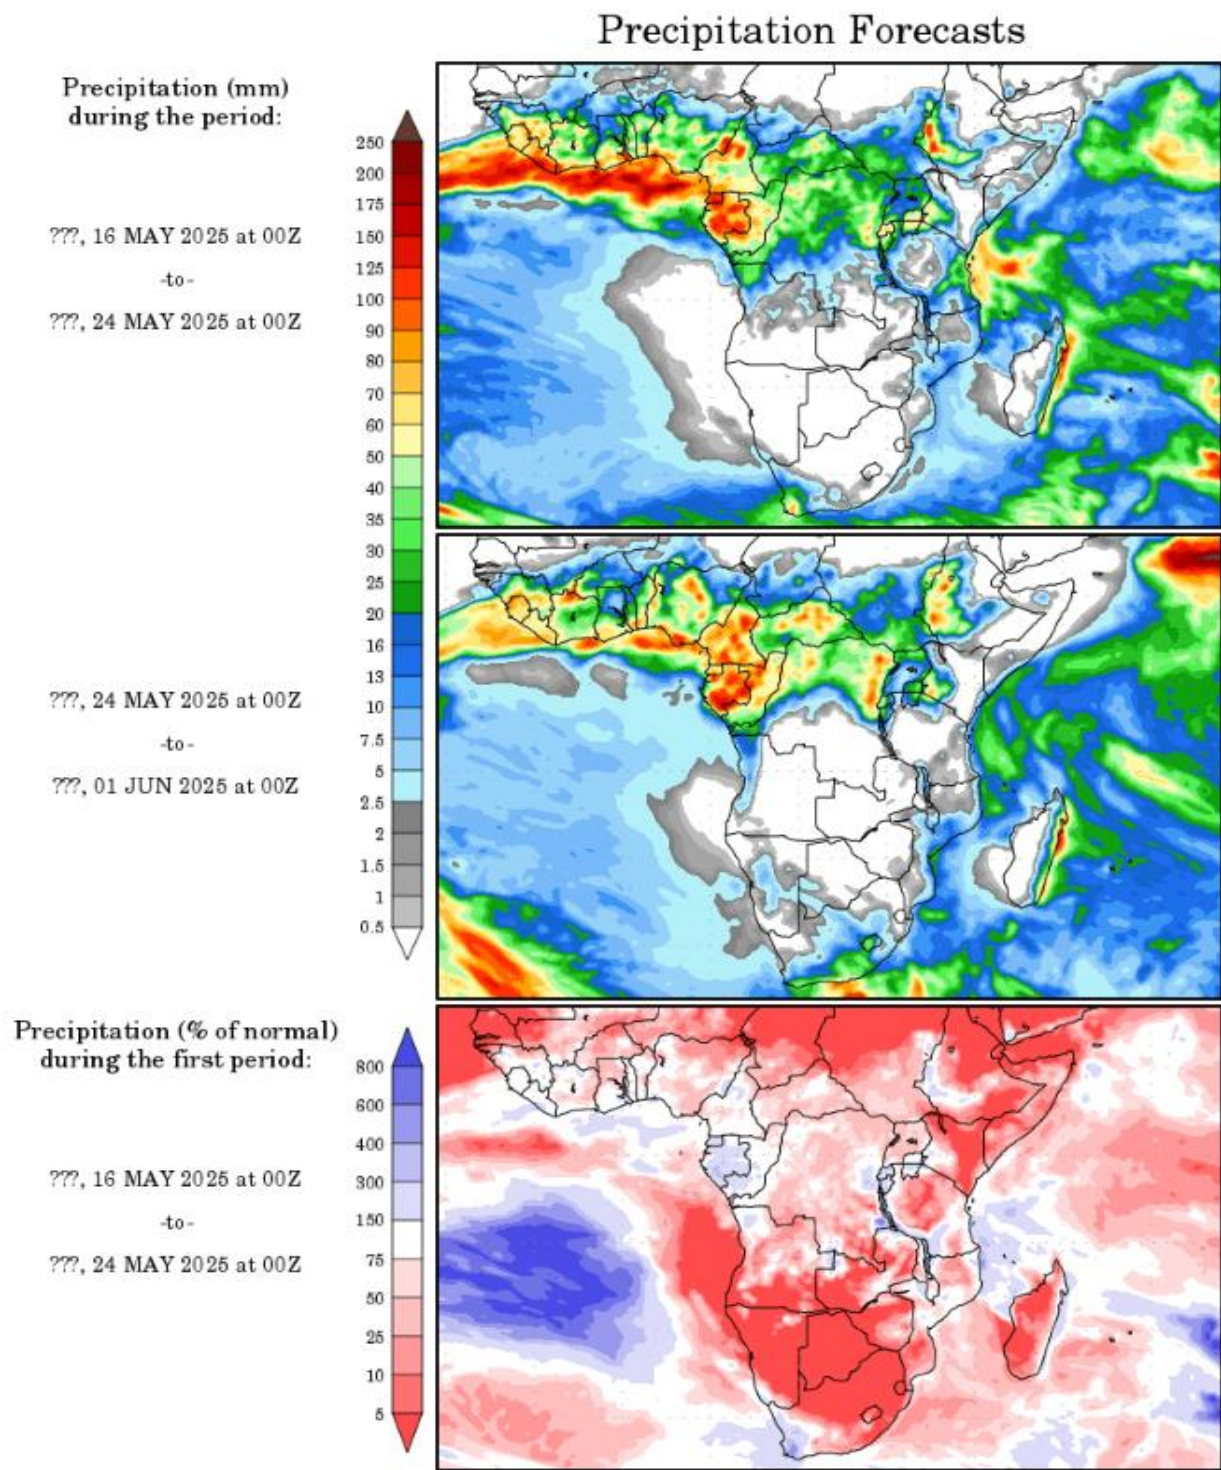 Precipitation Forecasts
Precipitation (mm)
during the period:
250
200
175
150
125
100
90
80
70
60
50
40
35
30
25
20
16
13
10
7.5
5
2.5
2
1.5
1
0.5
???, 16 MAY 2025 at 00Z
-to-
???, 24 MAY 2025 at 00Z
???, 24 MAY 2025 at 00Z
-to-
???, 01 JUN 2025 at 00Z
Precipitation (% of normal)
during the first period:
800
600
400
300
150
75
50
25
10
5
???, 16 MAY 2025 at 00Z
-to-
???, 24 MAY 2025 at 00Z